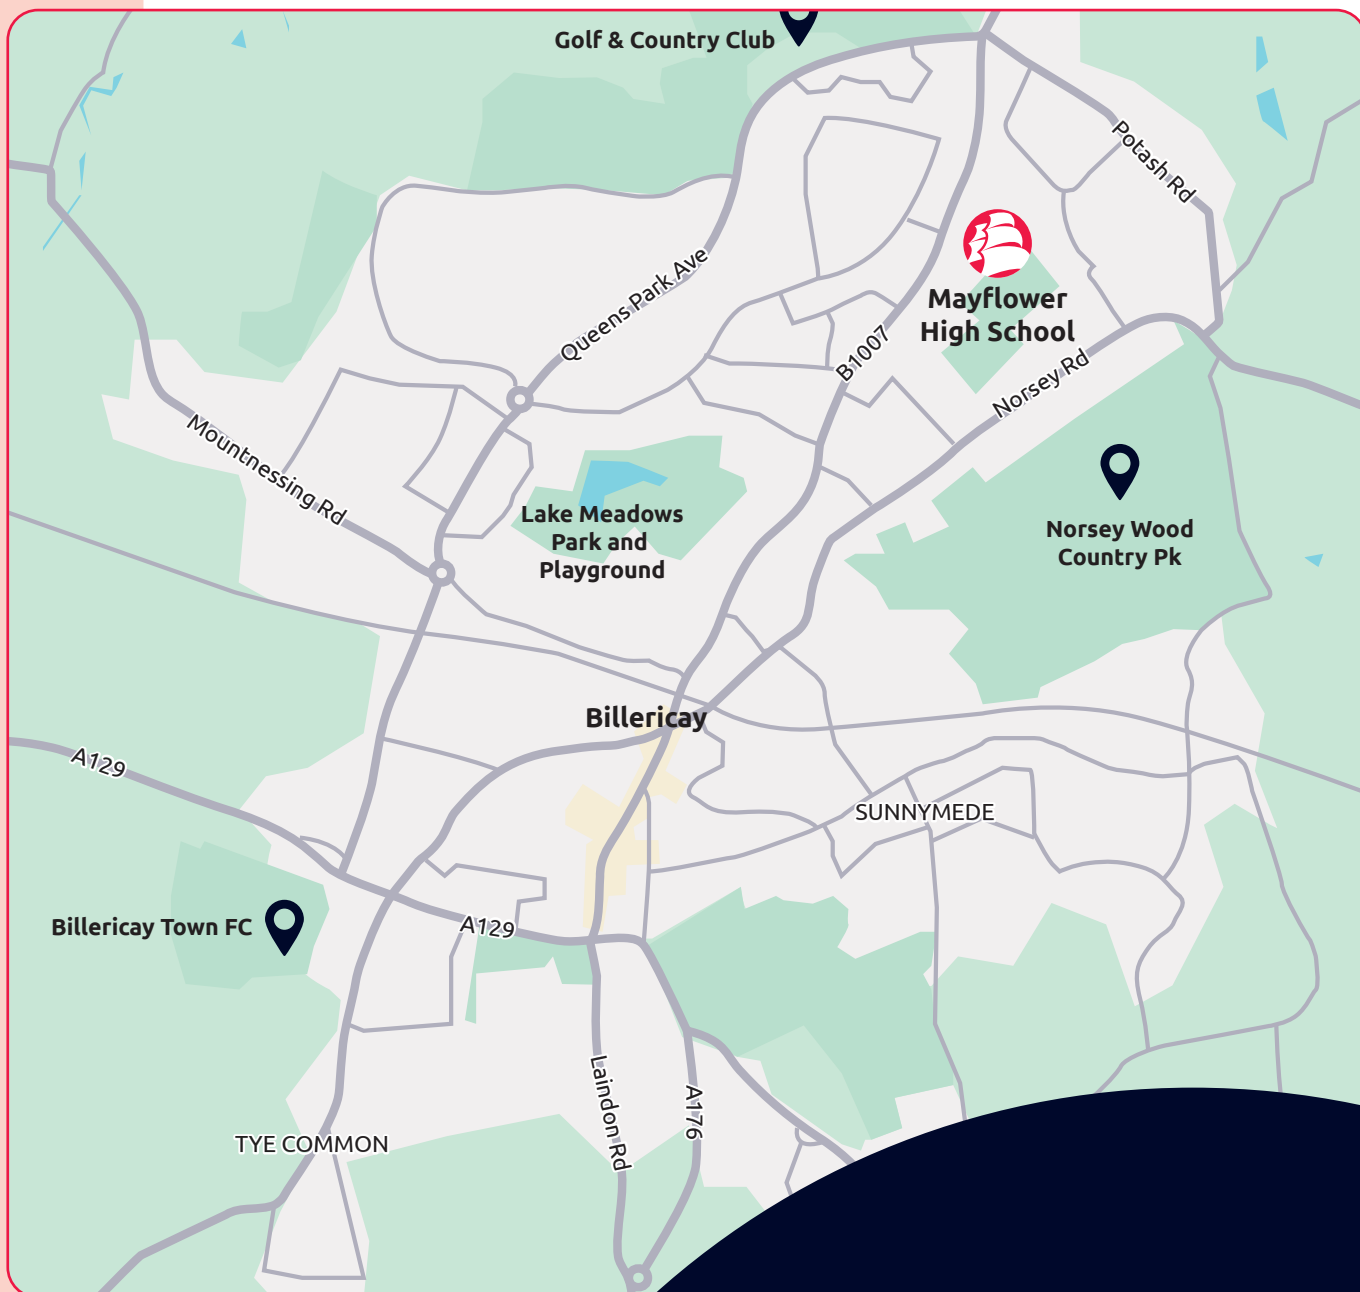 Golf & Country Club
Potash Rd
Queens Park Ave
Mayflower
High School
B1007
Norsey Rd
Mountnessing Rd
Lake Meadows
Park and
Playground
Norsey Wood
Country Pk
Billericay
A129
SUNNYMEDE
Billericay Town FC
A129
Laindon Rd
A176
TYE COMMON